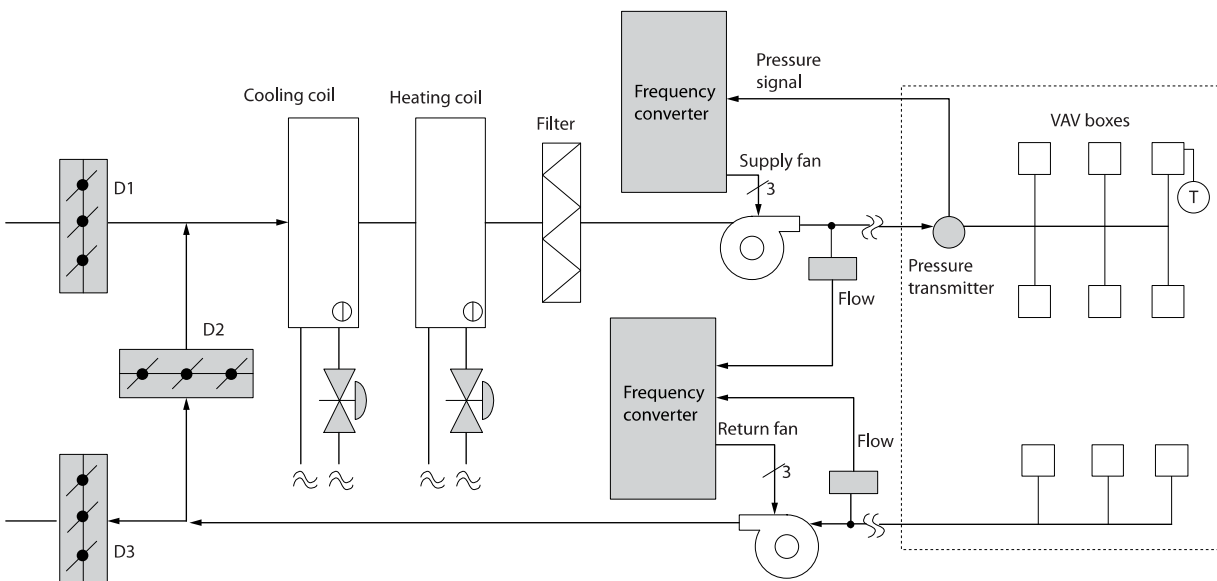 Cooling coil
Heating coil
Filter
Frequency
converter
Pressure
signal
VAV boxes
Supply fan
3
D1
T
Pressure
transmitter
Flow
D2
Frequency
converter
Return fan
Flow
3
D3